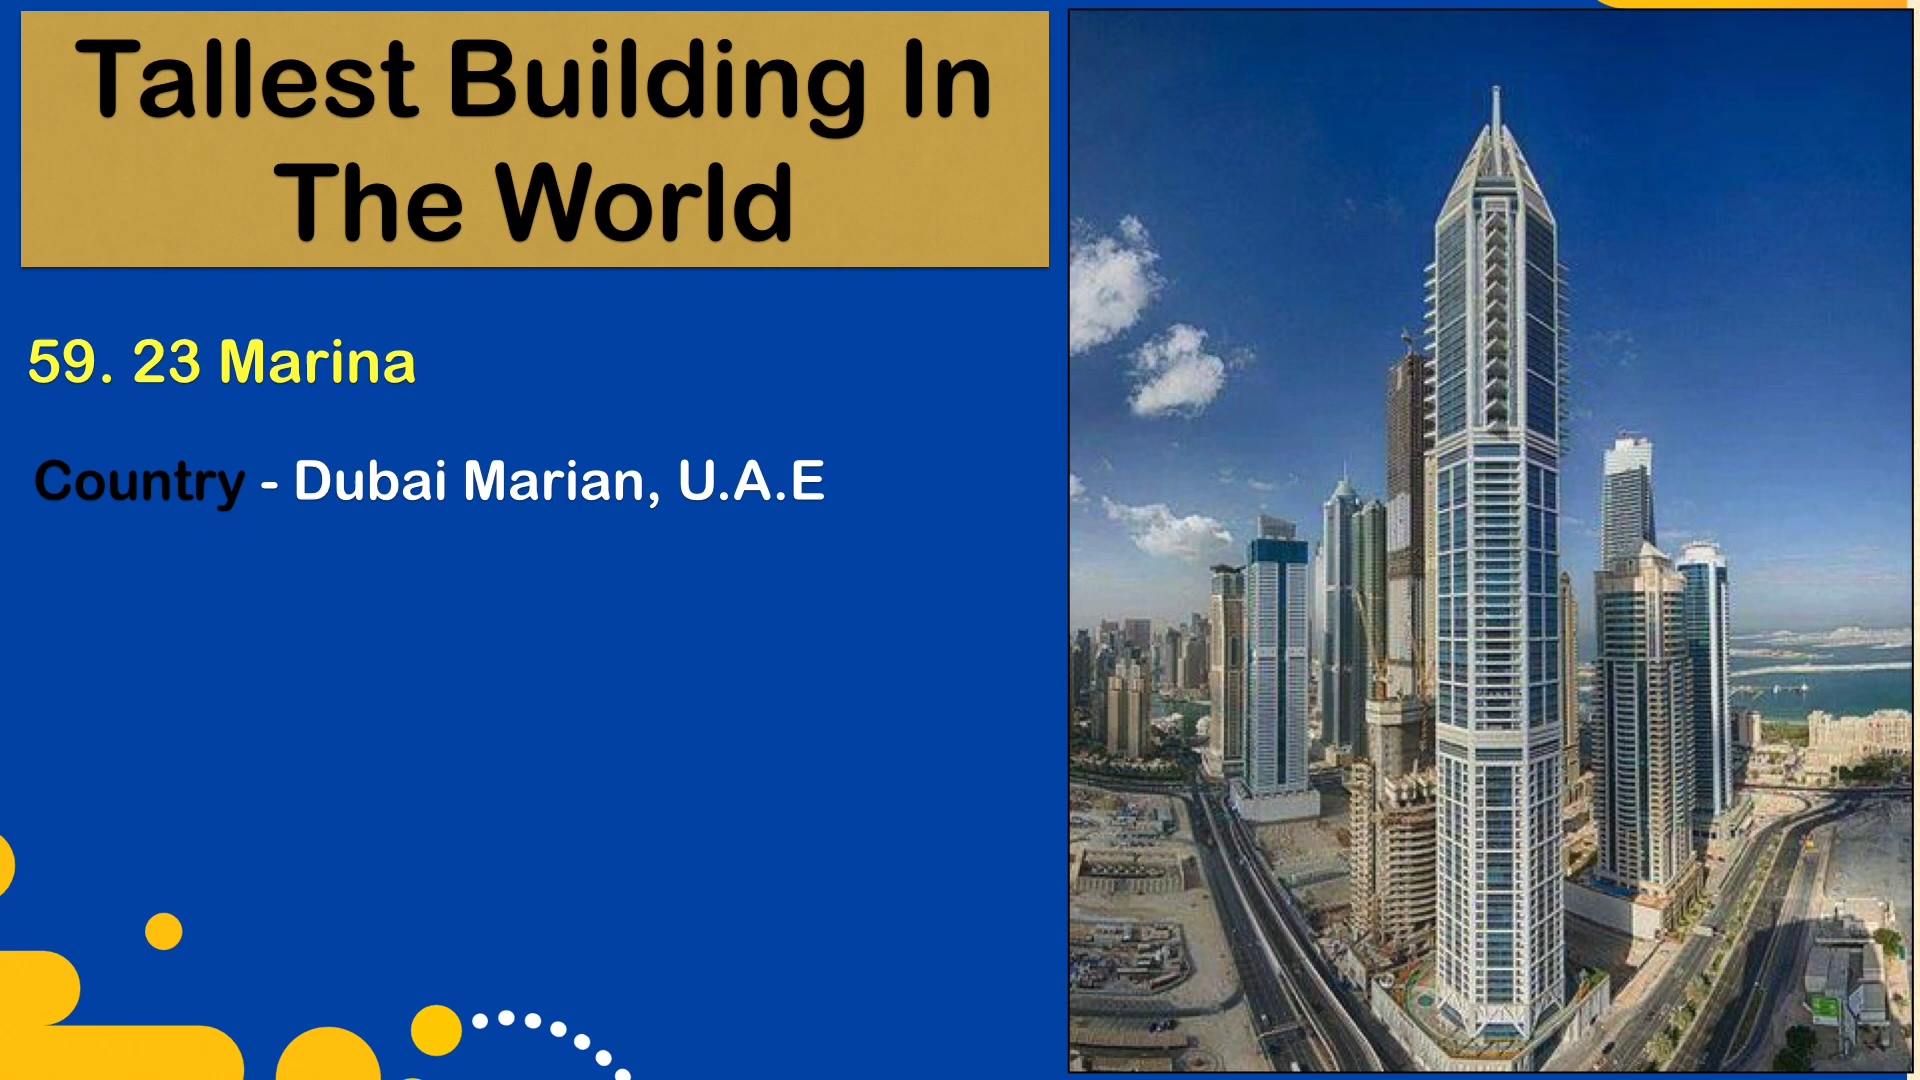 Tallest Building In
The World
59. 23 Marina
Country - Dubai Marian, U.A.E